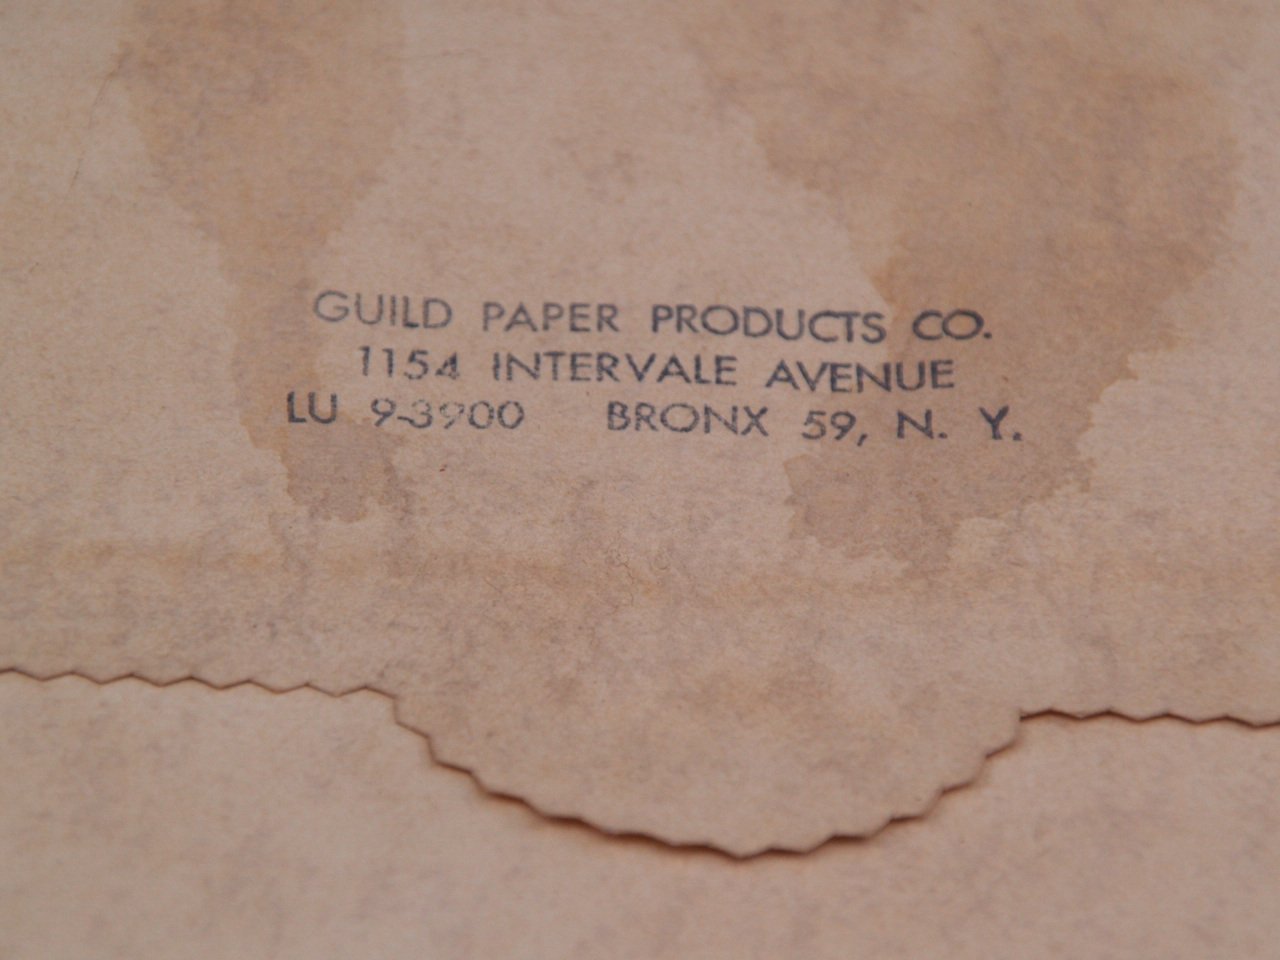 GUILD PAPER PRODUCTS CO.
1154 INTERVALE AVENUE
LU 9-3900 BRONX 59, N. Y.